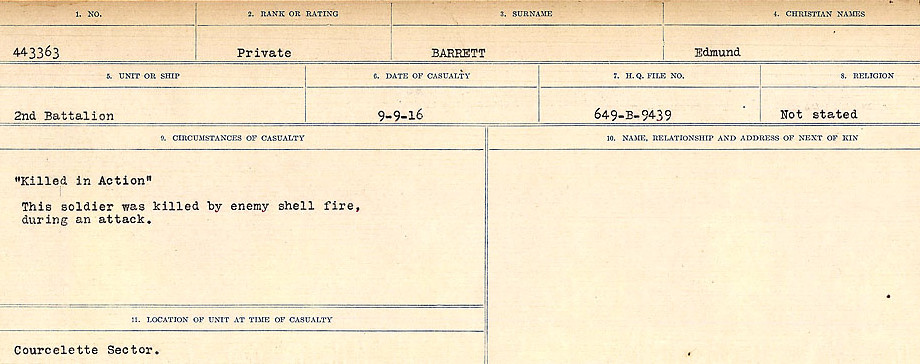 1. NO. 2. RANK OR RATING 3. SURNAME 4. CHRISTIAN NAMES
443363 Private BARRETT Edmund
5. UNIT OR SHIP 6. DATE OF CASUALTY 7. H.Q. FILE NO. 8. RELIGION
2nd Battalion 9-9-16 649-B-9439 Not stated
9. CIRCUMSTANCES OF CASUALTY 10. NAME, RELATIONSHIP AND ADDRESS OF NEXT OF KIN
"Killed in Action"
This soldier was killed by enemy shell fire,
during an attack.
11. LOCATION OF UNIT AT TIME OF CASUALTY
Courcelette Sector.